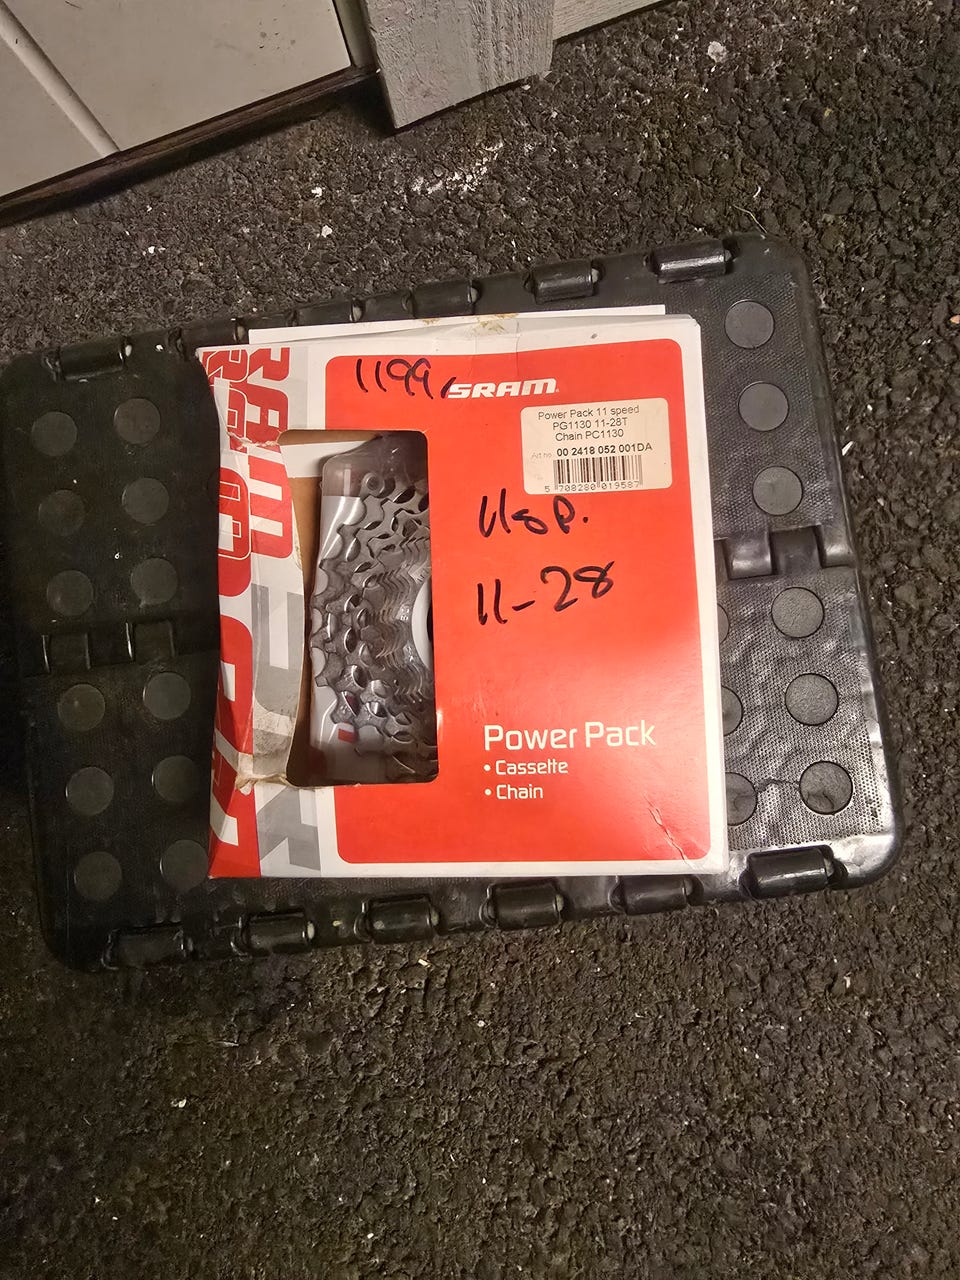 1199,
SRAM
Power Pack 11 speed
PG1130 11-28T
Chain PC1130
Art no. 00 2418 052 001DA
5 708280 019587
11sp.
11-28
Power Pack
• Cassette
• Chain